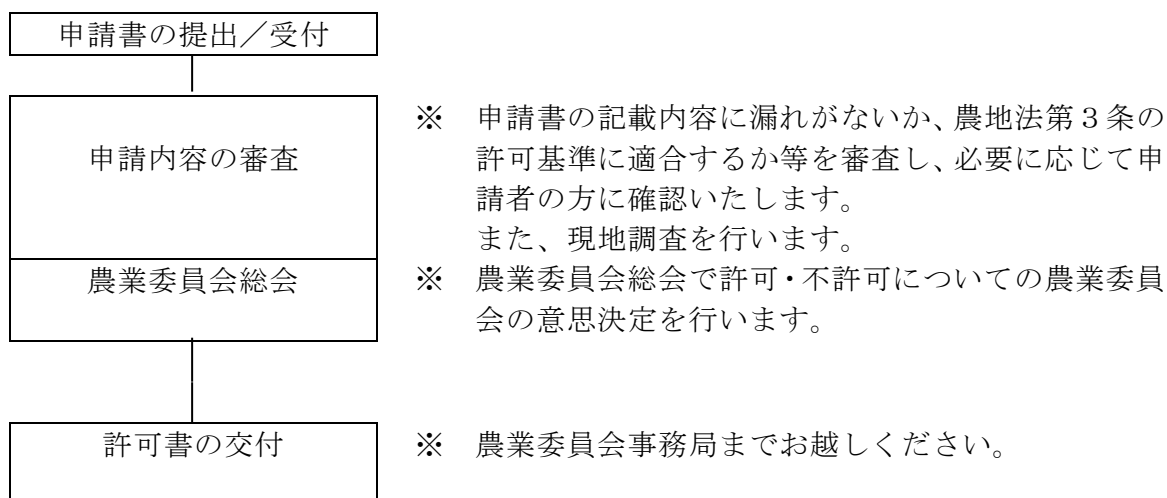 申請書の提出／受付
申請内容の審査
※　申請書の記載内容に漏れがないか、農地法第３条の
許可基準に適合するか等を審査し、必要に応じて申
請者の方に確認いたします。
また、現地調査を行います。
農業委員会総会
※　農業委員会総会で許可・不許可についての農業委員
会の意思決定を行います。
許可書の交付
※　農業委員会事務局までお越しください。